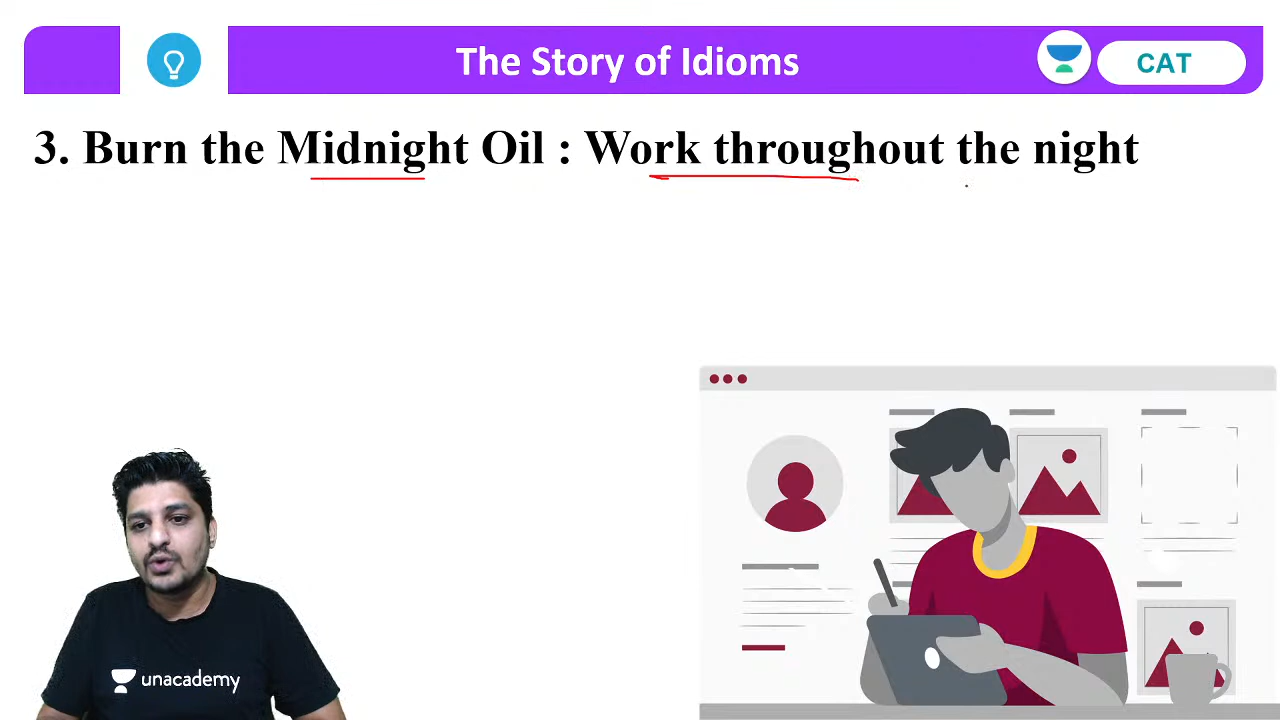 The Story of Idioms
CAT
3. Burn the Midnight Oil : Work throughout the night
unacademy